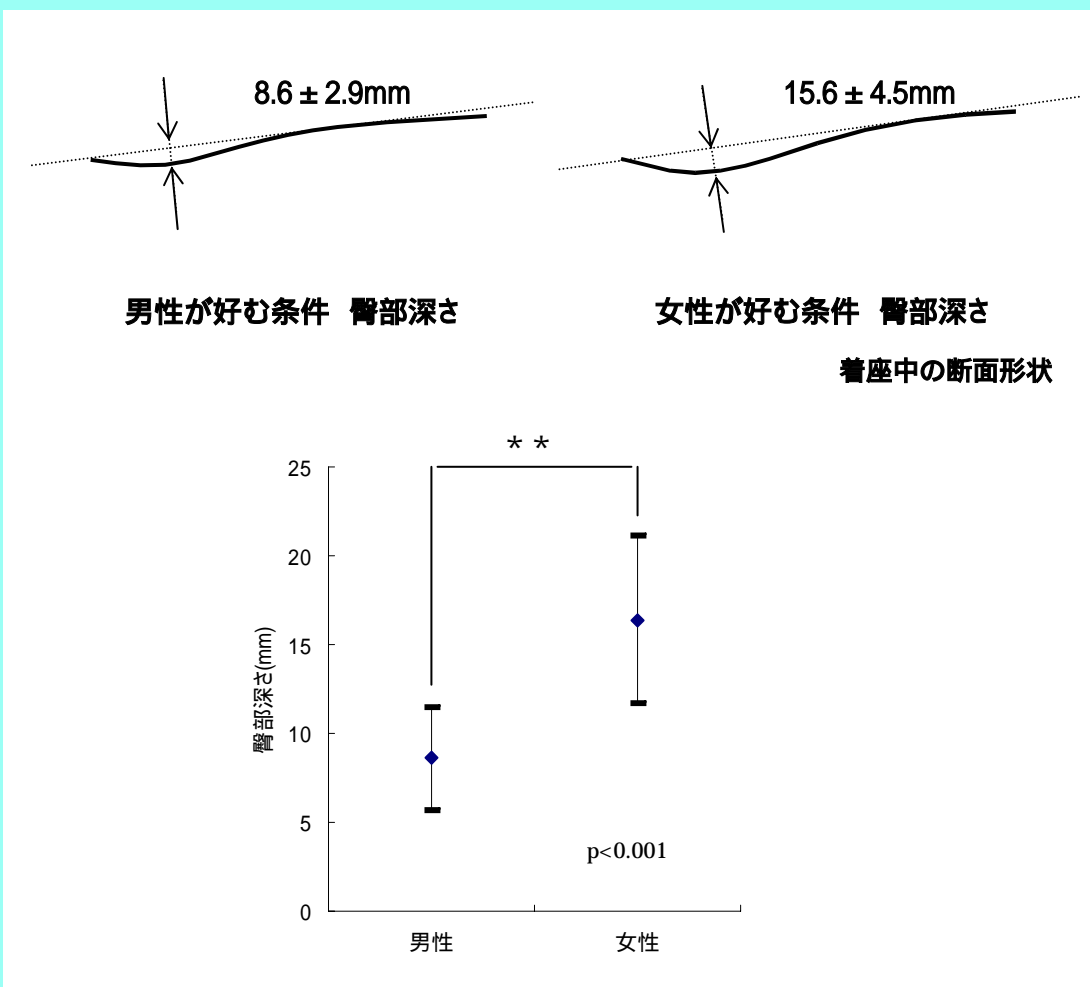 8.6 ± 2.9mm
15.6 ± 4.5mm
男性が好む条件 臀部深さ
女性が好む条件 臀部深さ
着座中の断面形状
**
25
20
15
10
5
0
臀部深さ(mm)
p<0.001
男性
女性